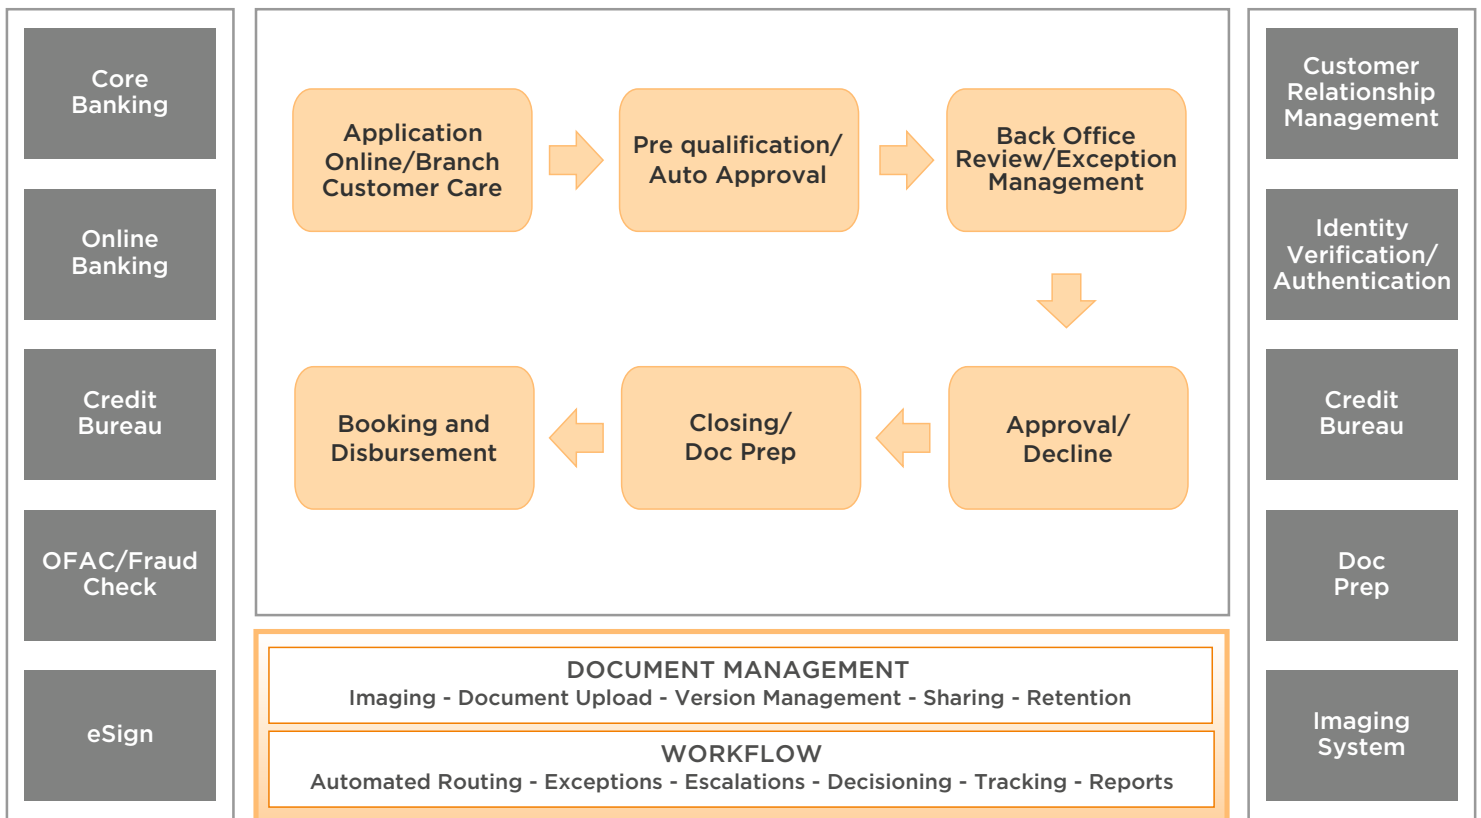 Core
Banking
Online
Banking
Credit
Bureau
OFAC/Fraud
Check
eSign
Application
Online/Branch
Customer Care
Pre qualification/
Auto Approval
Back Office
Review/Exception
Management
Approval/
Decline
Closing/
Doc Prep
Booking and
Disbursement
DOCUMENT MANAGEMENT
Imaging - Document Upload - Version Management - Sharing - Retention
WORKFLOW
Automated Routing - Exceptions - Escalations - Decisioning - Tracking - Reports
Customer
Relationship
Management
Identity
Verification/
Authentication
Credit
Bureau
Doc
Prep
Imaging
System